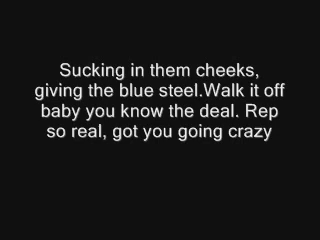 Sucking in them cheeks,
giving the blue steel.Walk it off
baby you know the deal. Rep
so real, got you going crazy